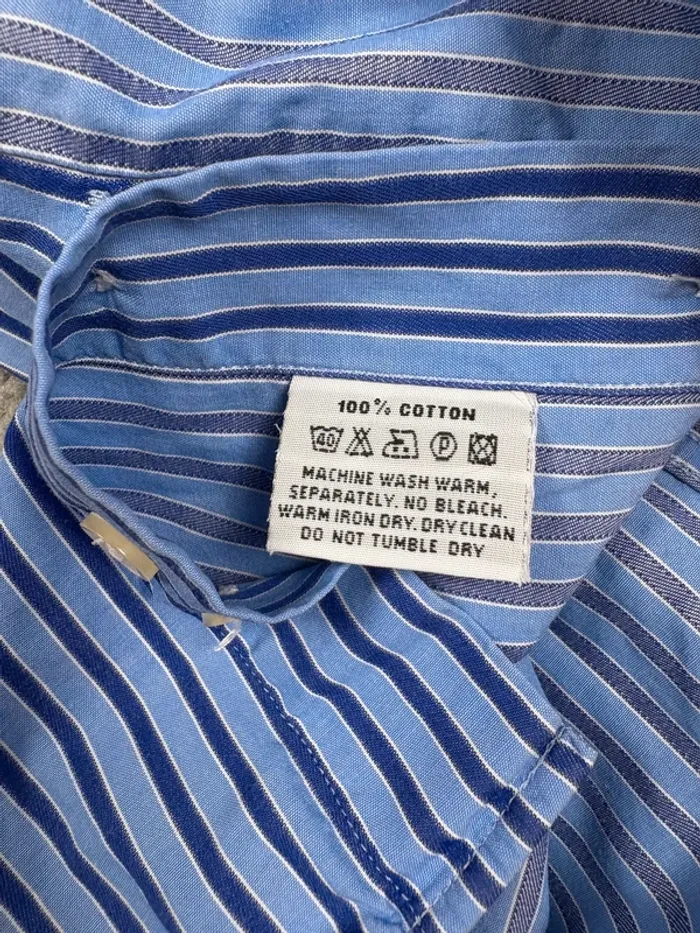 100% COTTON
40 P
MACHINE WASH WARM,
SEPARATELY. NO BLEACH.
WARM IRON DRY. DRY CLEAN
DO NOT TUMBLE DRY